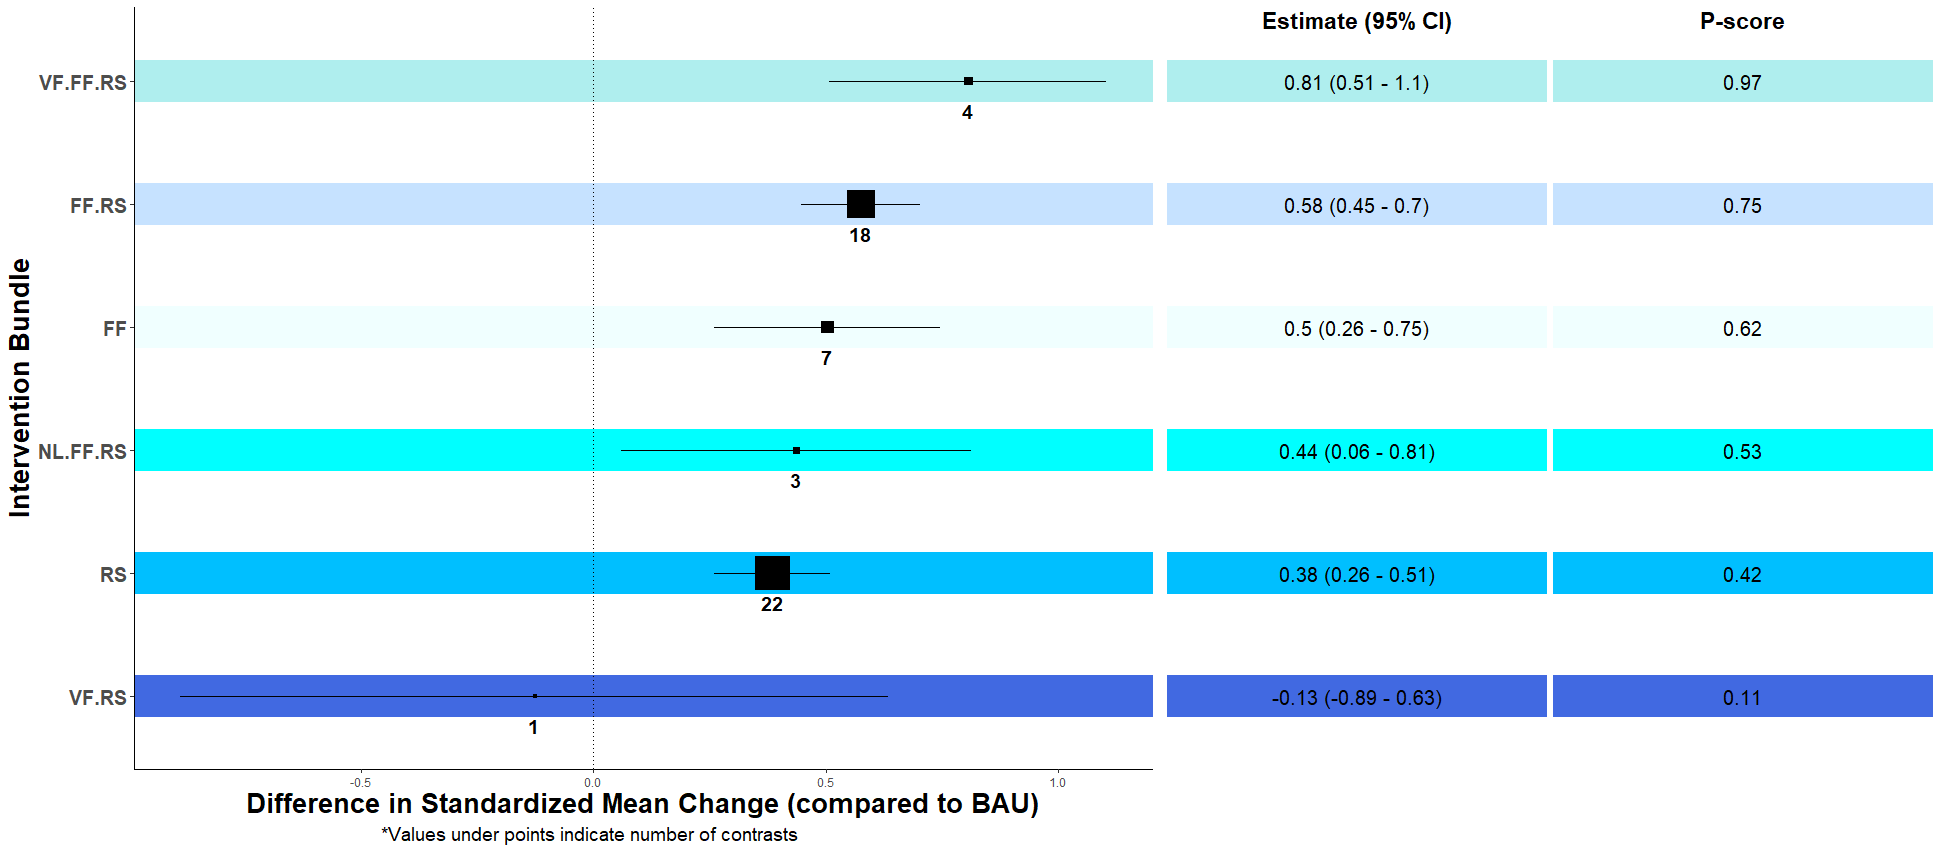 Estimate (95% CI) P-score
VF.FF.RS 0.81 (0.51 - 1.1) 0.97
4
FF.RS 0.58 (0.45 - 0.7) 0.75
18
FF 0.5 (0.26 - 0.75) 0.62
7
NL.FF.RS 0.44 (0.06 - 0.81) 0.53
3
RS 0.38 (0.26 - 0.51) 0.42
22
VF.RS -0.13 (-0.89 - 0.63) 0.11
1
Intervention Bundle
-0.5 0.0 0.5 1.0
Difference in Standardized Mean Change (compared to BAU)
*Values under points indicate number of contrasts